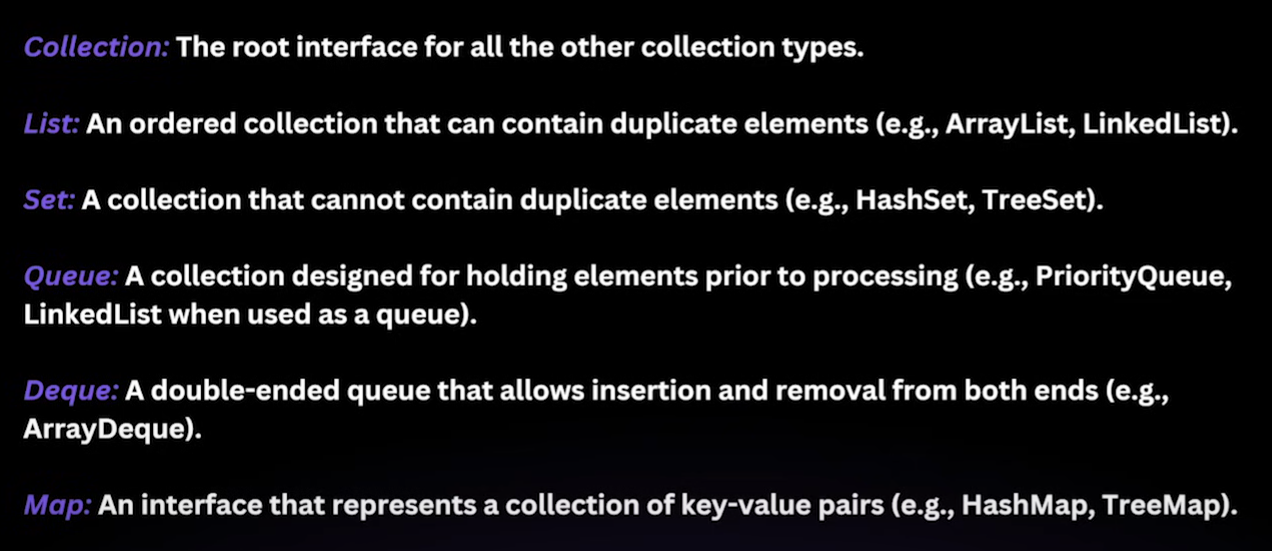 Collection: The root interface for all the other collection types.
List: An ordered collection that can contain duplicate elements (e.g., ArrayList, LinkedList).
Set: A collection that cannot contain duplicate elements (e.g., HashSet, TreeSet).
Queue: A collection designed for holding elements prior to processing (e.g., PriorityQueue,
LinkedList when used as a queue).
Deque: A double-ended queue that allows insertion and removal from both ends (e.g.,
ArrayDeque).
Map: An interface that represents a collection of key-value pairs (e.g., HashMap, TreeMap).